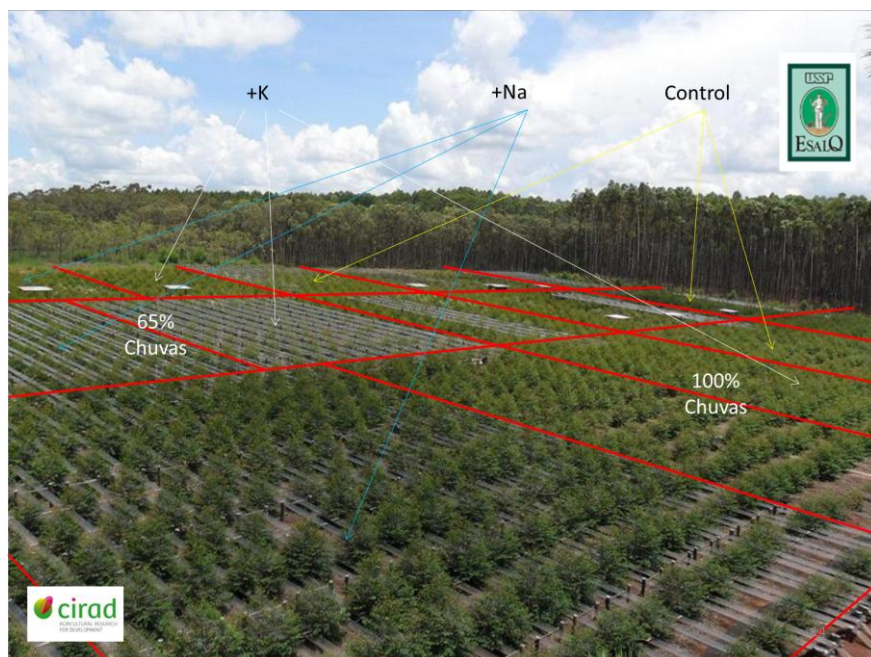 +K
+Na
Control
USP
ESALQ
65%
Chuvas
100%
Chuvas
cirad
AGRICULTURAL RESEARCH
FOR DEVELOPMENT